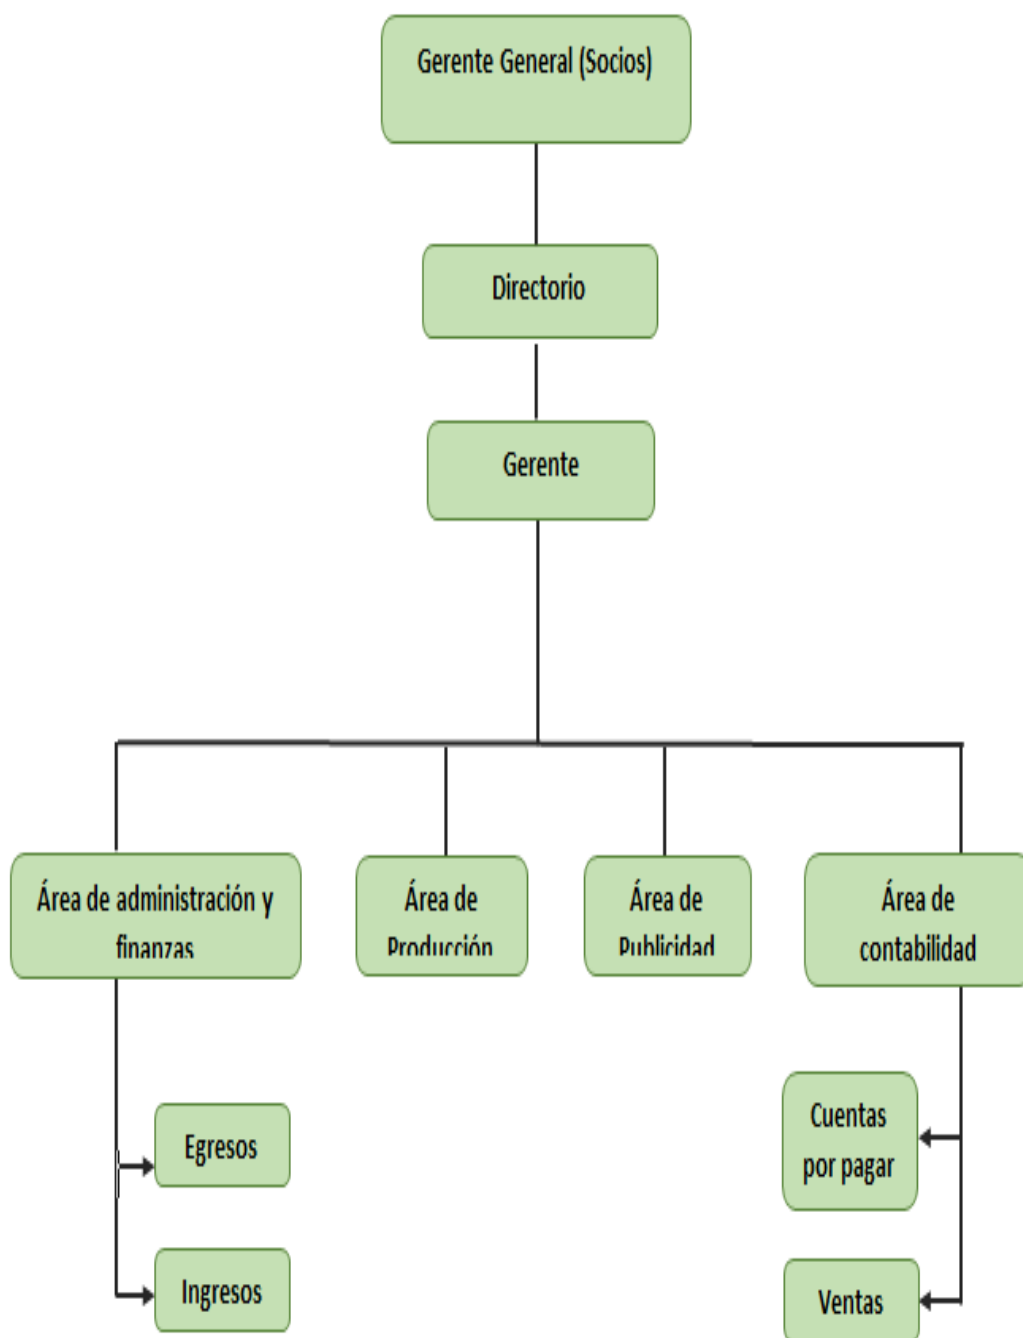 Gerente General (Socios)
Directorio
Gerente
Área de administración y
finanzas
Área de
Producción
Área de
Publicidad
Área de
contabilidad
Egresos
Ingresos
Cuentas
por pagar
Ventas